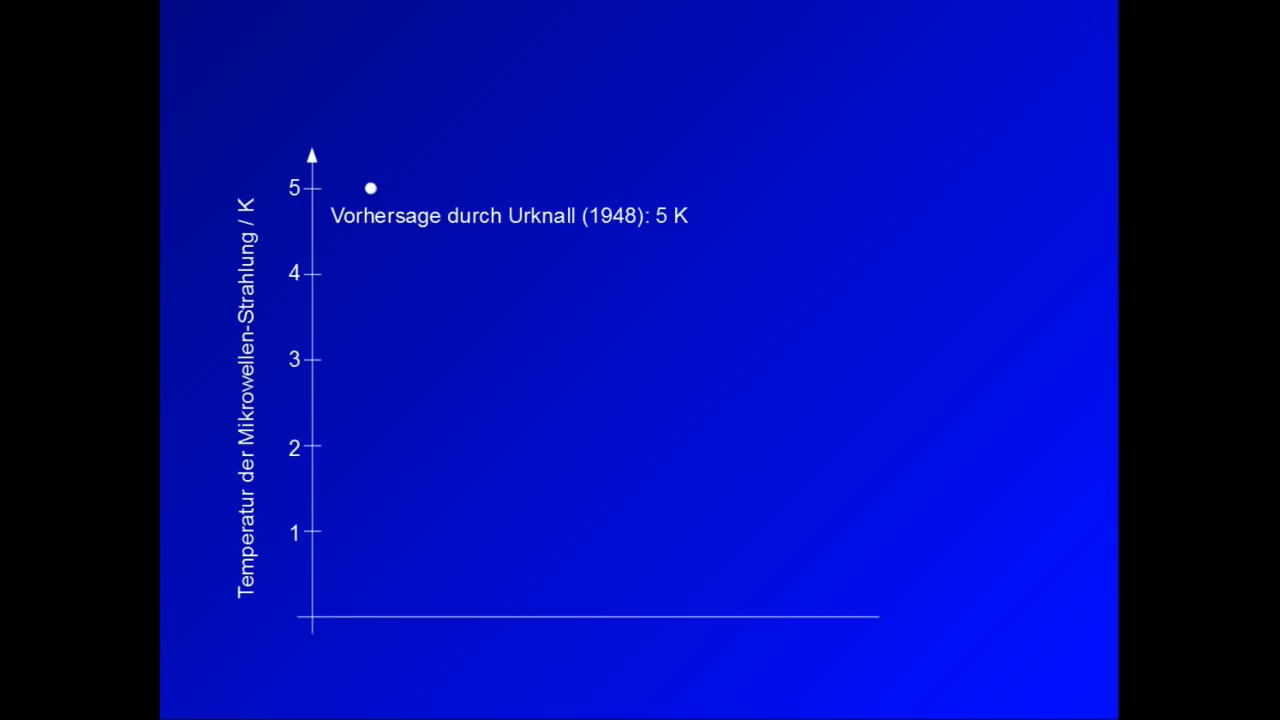 Temperatur der Mikrowellen-Strahlung / K
5
Vorhersage durch Urknall (1948): 5 K
4
3
2
1